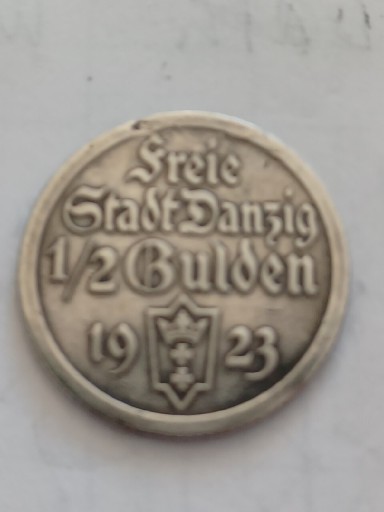 Freie
Stadt Danzig
1/2 Gulden
19 23